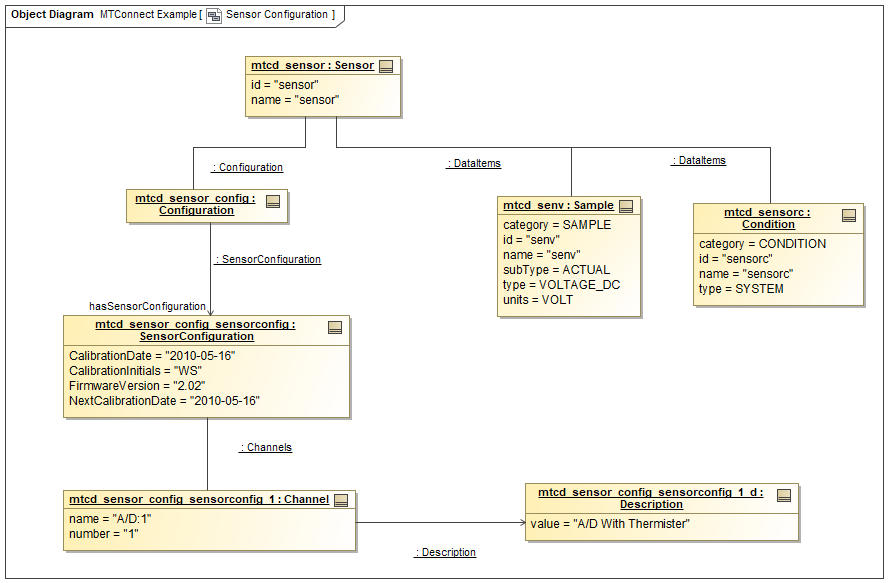 Object Diagram MTConnect Example [ Sensor Configuration ]
mtcd_sensor : Sensor
id = "sensor"
name = "sensor"
: Configuration
: DataItems
: DataItems
mtcd_sensor_config :
Configuration
mtcd_senv : Sample
category = SAMPLE
id = "senv"
name = "senv"
subType = ACTUAL
type = VOLTAGE_DC
units = VOLT
mtcd_sensorc :
Condition
category = CONDITION
id = "sensorc"
name = "sensorc"
type = SYSTEM
: SensorConfiguration
hasSensorConfiguration
mtcd_sensor_config_sensorconfig :
SensorConfiguration
CalibrationDate = "2010-05-16"
CalibrationInitials = "WS"
FirmwareVersion = "2.02"
NextCalibrationDate = "2010-05-16"
: Channels
mtcd_sensor_config_sensorconfig_1 : Channel
name = "A/D:1"
number = "1"
mtcd_sensor_config_sensorconfig_1_d :
Description
value = "A/D With Thermister"
: Description